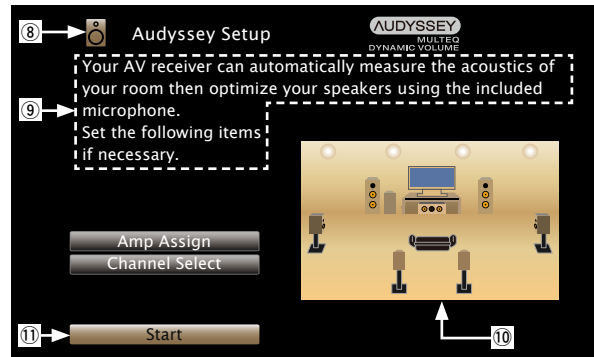 ⑧ Audyssey Setup
AUDYSSEY
MULTEQ
DYNAMIC VOLUME
⑨ Your AV receiver can automatically measure the acoustics of
your room then optimize your speakers using the included
microphone.
Set the following items
if necessary.
Amp Assign
Channel Select
⑪ Start
⑩